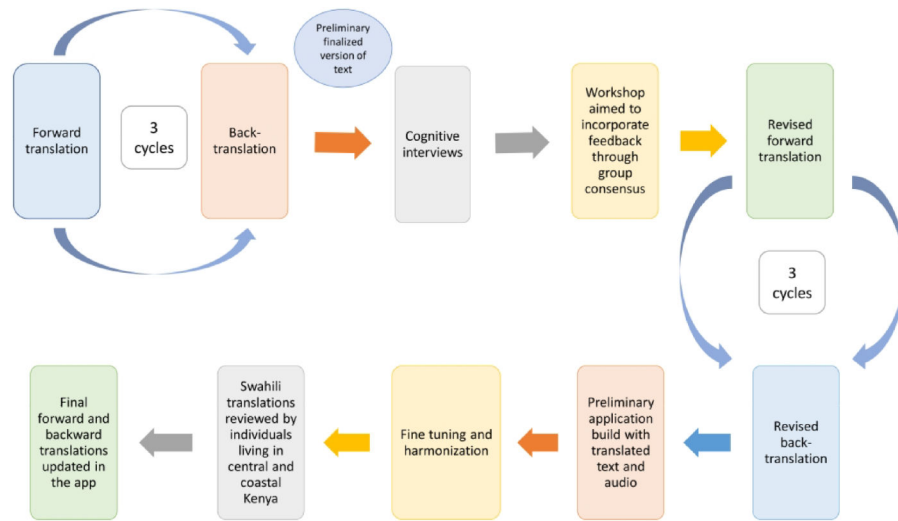 Preliminary
finalized
version of
text
Forward
translation
3
cycles
Back-
translation
Cognitive
interviews
Workshop
aimed to
incorporate
feedback
through
group
consensus
Revised
forward
translation
3
cycles
Revised
back-
translation
Preliminary
application
build with
translated
text and
audio
Fine tuning and
harmonization
Swahili
translations
reviewed by
individuals
living in
central and
coastal
Kenya
Final
forward and
backward
translations
updated in
the app